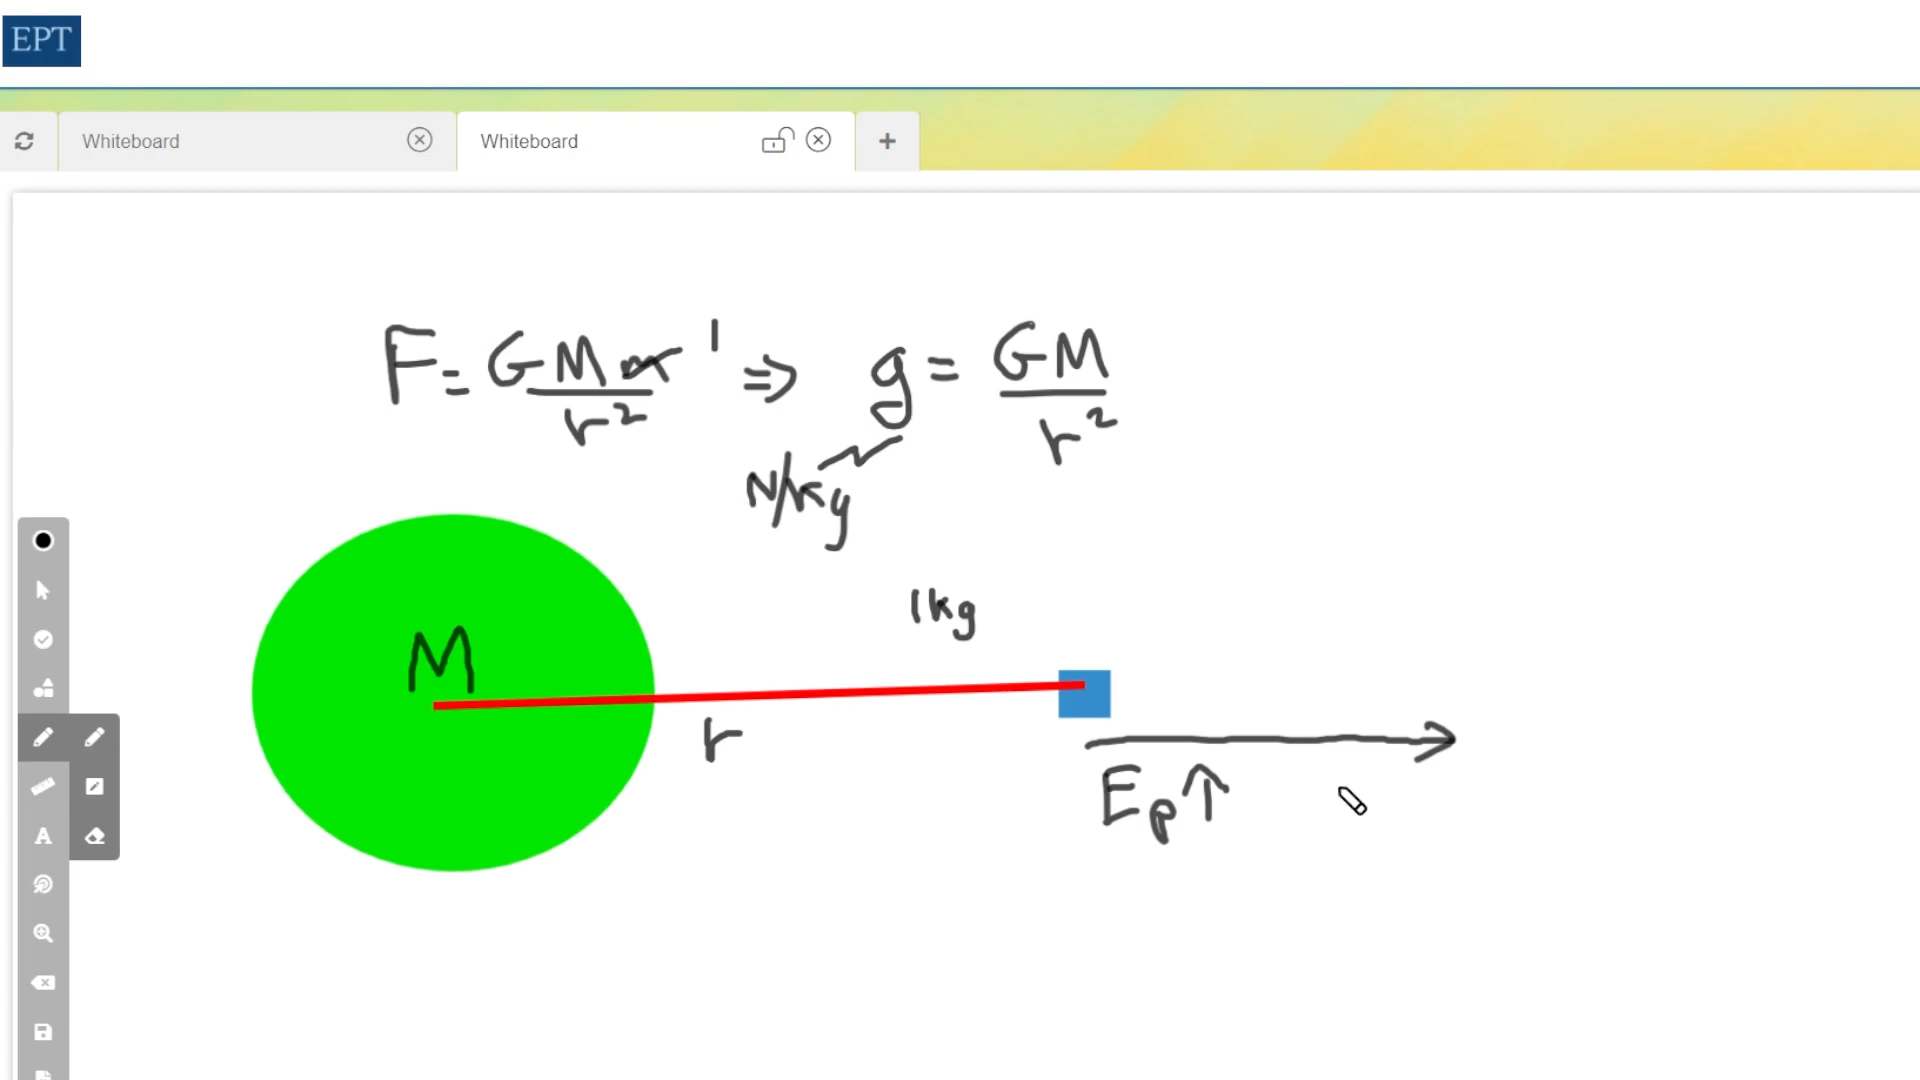 EPT
Whiteboard
Whiteboard
+
F = GMm 1 ⇒ g = GM
r² r²
N/kg
1kg
M
r
Ep↑
A